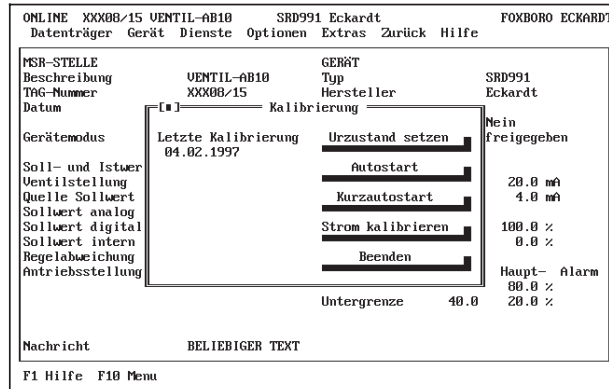 ONLINE XXX08/15 VENTIL-AB10 SRD991 Eckardt FOXBORO ECKARDT
Datenträger Gerät Dienste Optionen Extras Zurück Hilfe
MSR-STELLE GERÄT
Beschreibung VENTIL-AB10 Typ SRD991
TAG-Nummer XXX08/15 Hersteller Eckardt
Datum [■] Kalibrierung
Nein
Gerätemodus Letzte Kalibrierung Urzustand setzen freigegeben
04.02.1997
Soll- und Istwer Autostart
Ventilstellung 20.0 mA
Quelle Sollwert Kurzautostart 4.0 mA
Sollwert analog
Sollwert digital Strom kalibrieren 100.0 %
Sollwert intern 0.0 %
Regelabweichung Beenden
Antriebsstellung Haupt- Alarm
80.0 %
Untergrenze 40.0 20.0 %
Nachricht BELIEBIGER TEXT
F1 Hilfe F10 Menu